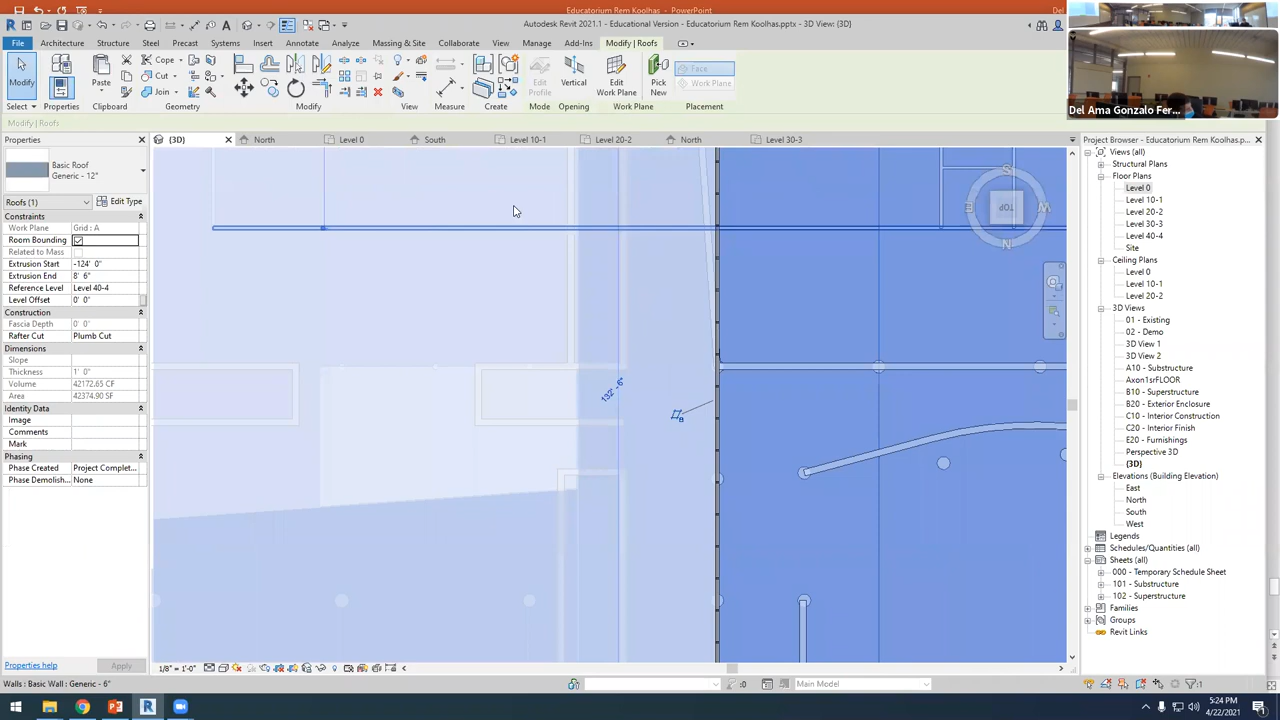 Educatorium Rem Koolhas - PowerPoint
Autodesk Revit 2021.1 - Educational Version - Educatorium Rem Koolhas.pptx - 3D View: {3D}
Del
File Architecture Structure Steel Precast Systems Insert Annotate Analyze Massing & Site Collaborate View Manage Add-Ins Modify | Roofs
Modify Properties Paste Cope Cut Join Edit Profile Vertical Edit Work Plane Pick New Face Work Plane
Select Properties Clipboard Geometry Modify View Measure Create Mode Opening Work Plane Placement
Del Ama Gonzalo Fer...
Modify | Roofs
Properties
{3D} North Level 0 South Level 10-1 Level 20-2 North Level 30-3
Project Browser - Educatorium Rem Koolhas.pptx
Basic Roof
Generic - 12"
Roofs (1) Edit Type
Constraints
Work Plane Grid : A
Room Bounding
Related to Mass
Extrusion Start -124' 0"
Extrusion End 8' 6"
Reference Level Level 40-4
Level Offset 0' 0"
Construction
Fascia Depth 0' 0"
Rafter Cut Plumb Cut
Dimensions
Slope
Thickness 1' 0"
Volume 42172.65 CF
Area 42374.90 SF
Identity Data
Image
Comments
Mark
Phasing
Phase Created Project Complet...
Phase Demolish... None
Properties help Apply
132' - 6"
S
E TOP W
N
Views (all)
Structural Plans
Floor Plans
Level 0
Level 10-1
Level 20-2
Level 30-3
Level 40-4
Site
Ceiling Plans
Level 0
Level 10-1
Level 20-2
3D Views
01 - Existing
02 - Demo
3D View 1
3D View 2
A10 - Substructure
Axon1srFLOOR
B10 - Superstructure
B20 - Exterior Enclosure
C10 - Interior Construction
C20 - Interior Finish
E20 - Furnishings
Perspective 3D
{3D}
Elevations (Building Elevation)
East
North
South
West
Legends
Schedules/Quantities (all)
Sheets (all)
000 - Temporary Schedule Sheet
101 - Substructure
102 - Superstructure
Families
Groups
Revit Links
1/8" = 1'-0"
Walls : Basic Wall : Generic - 6" :0 Main Model :1
5:24 PM
4/22/2021